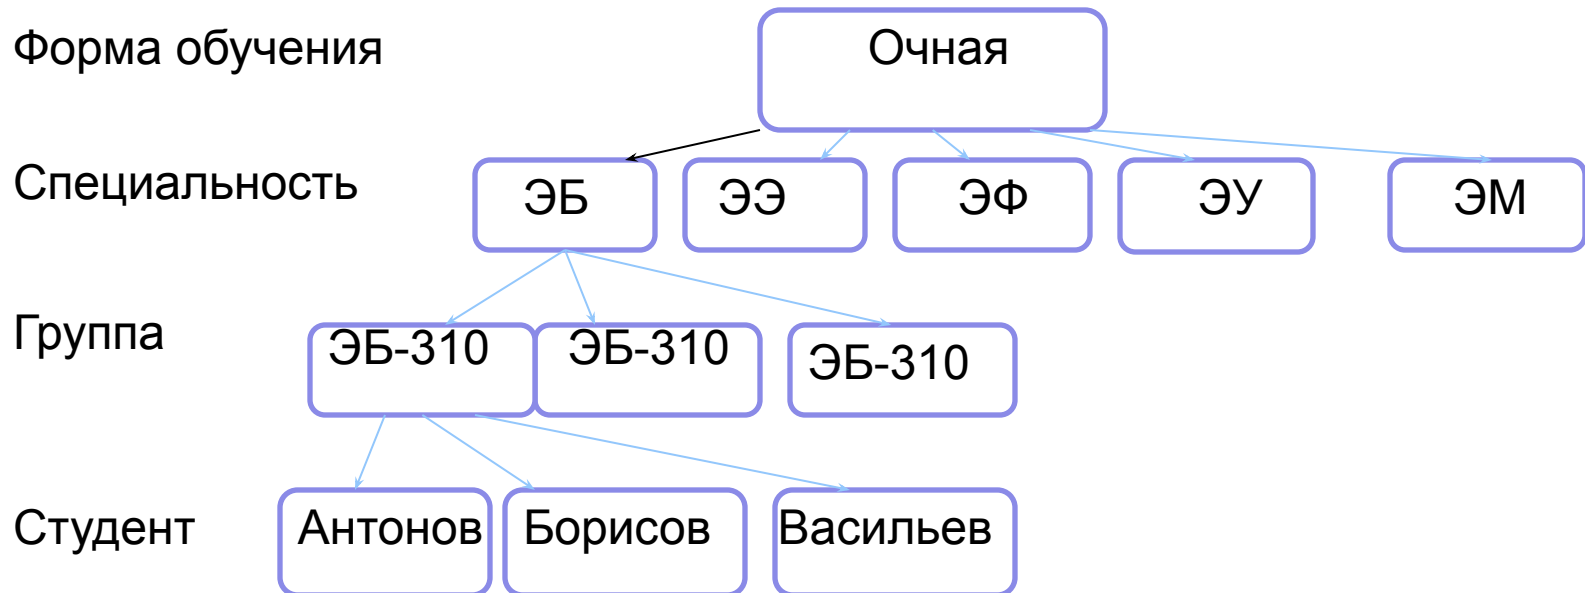 Форма обучения
Очная
Специальность
ЭБ
ЭЭ
ЭФ
ЭУ
ЭМ
Группа
ЭБ-310
ЭБ-310
ЭБ-310
Студент
Антонов
Борисов
Васильев